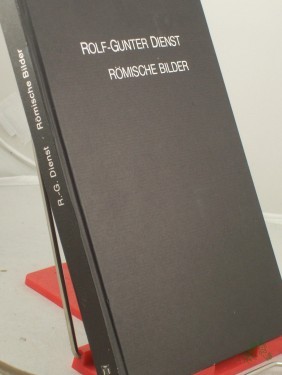 ROLF-GUNTER DIENST
RÖMISCHE BILDER
R.-G. Dienst · Römische Bilder